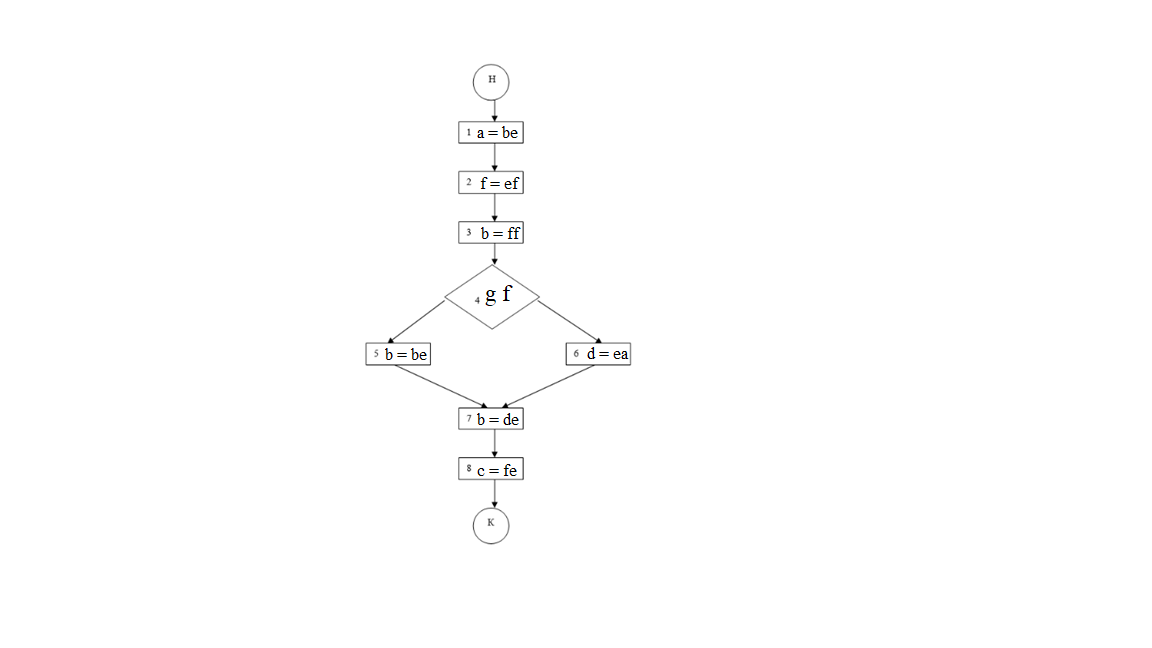 H
1 a = be
2 f = ef
3 b = ff
4 g f
5 b = be
6 d = ea
7 b = de
8 c = fe
K